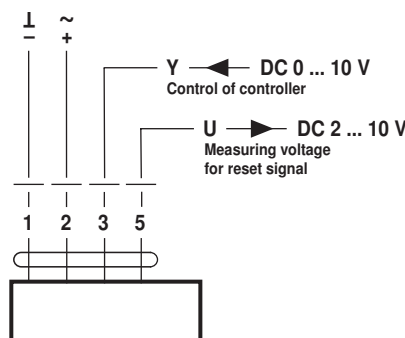 ⊥ ~
– +
Y DC 0 ... 10 V
Control of controller
U DC 2 ... 10 V
Measuring voltage
for reset signal
1 2 3 5